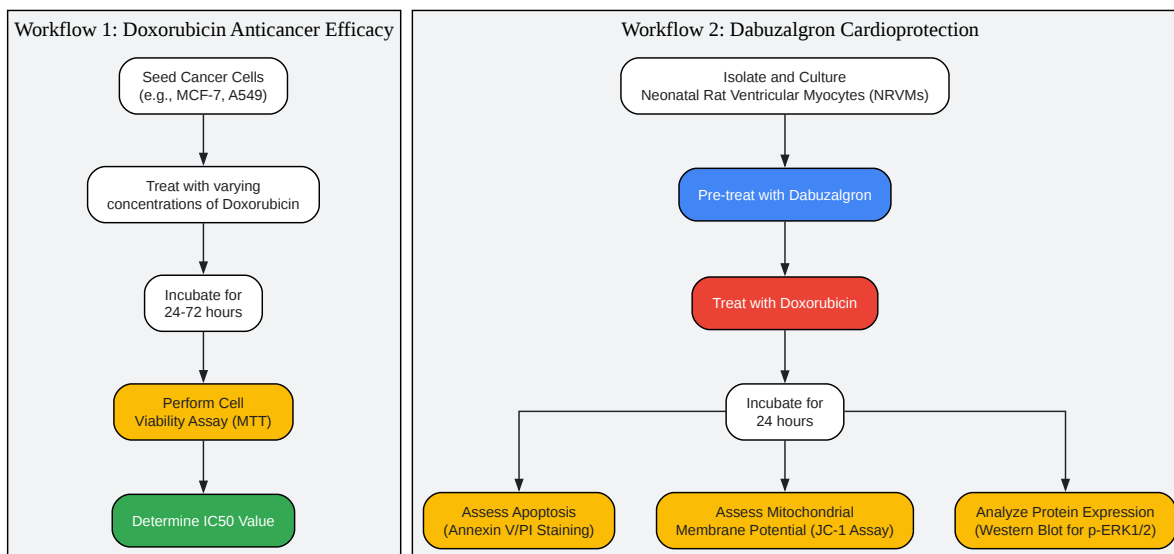 Workflow 1: Doxorubicin Anticancer Efficacy
Seed Cancer Cells
(e.g., MCF-7, A549)
Treat with varying
concentrations of Doxorubicin
Incubate for
24-72 hours
Perform Cell
Viability Assay (MTT)
Determine IC50 Value
Workflow 2: Dabuzalgron Cardioprotection
Isolate and Culture
Neonatal Rat Ventricular Myocytes (NRVMs)
Pre-treat with Dabuzalgron
Treat with Doxorubicin
Incubate for
24 hours
Assess Apoptosis
(Annexin V/PI Staining)
Assess Mitochondrial
Membrane Potential (JC-1 Assay)
Analyze Protein Expression
(Western Blot for p-ERK1/2)